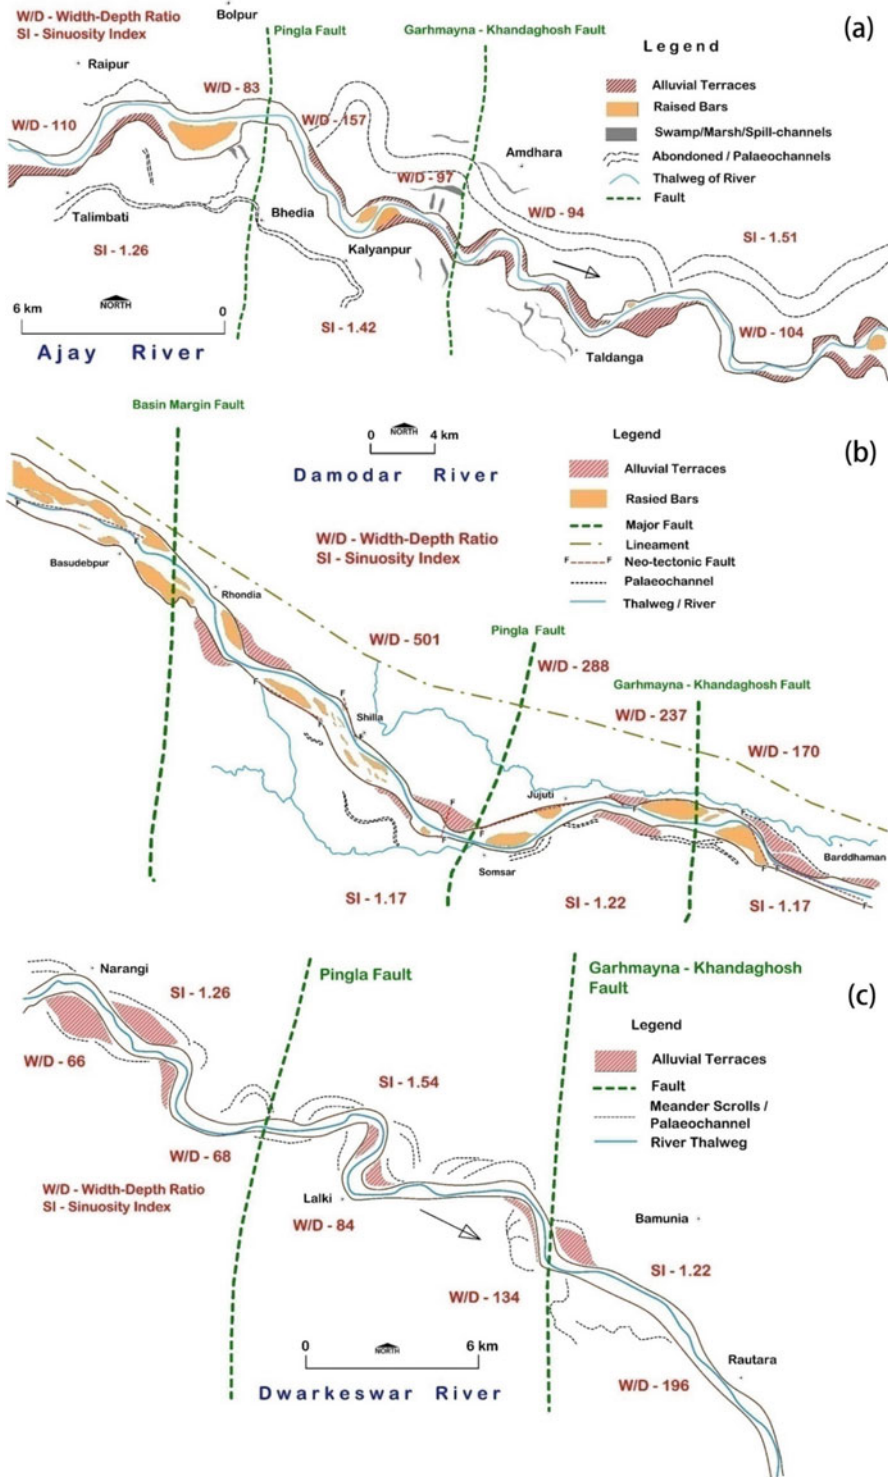 W/D - Width-Depth Ratio
SI - Sinuosity Index
Bolpur
Pingla Fault
Garhmayna - Khandaghosh Fault
(a)
Raipur
W/D - 83
W/D - 110
W/D - 157
Amdhara
W/D - 97
W/D - 94
Talimbati
Bhedia
Kalyanpur
SI - 1.26
SI - 1.51
SI - 1.42
W/D - 104
Taldanga
Legend
Alluvial Terraces
Raised Bars
Swamp/Marsh/Spill-channels
Abondoned / Palaeochannels
Thalweg of River
Fault
NORTH
6 km 0
Ajay River
Basin Margin Fault
NORTH
0 4 km
Damodar River
(b)
Legend
Alluvial Terraces
Rasied Bars
Major Fault
Lineament
F F Neo-tectonic Fault
Palaeochannel
Thalweg / River
W/D - Width-Depth Ratio
SI - Sinuosity Index
F
F
Basudebpur
Rhondia
W/D - 501
Pingla Fault
W/D - 288
Garhmayna - Khandaghosh Fault
W/D - 237
W/D - 170
F
F
Shilla
F
F
Jujuti
F
F
F
F
F
F
F
F
Barddhaman
Somsar
F
SI - 1.17
SI - 1.22
SI - 1.17
Narangi
Pingla Fault
Garhmayna - Khandaghosh
Fault
(c)
SI - 1.26
W/D - 66
SI - 1.54
W/D - 68
Legend
Alluvial Terraces
Fault
Meander Scrolls /
Palaeochannel
River Thalweg
W/D - Width-Depth Ratio
SI - Sinuosity Index
Lalki
W/D - 84
Bamunia
SI - 1.22
W/D - 134
0 6 km
NORTH
Rautara
W/D - 196
Dwarkeswar River